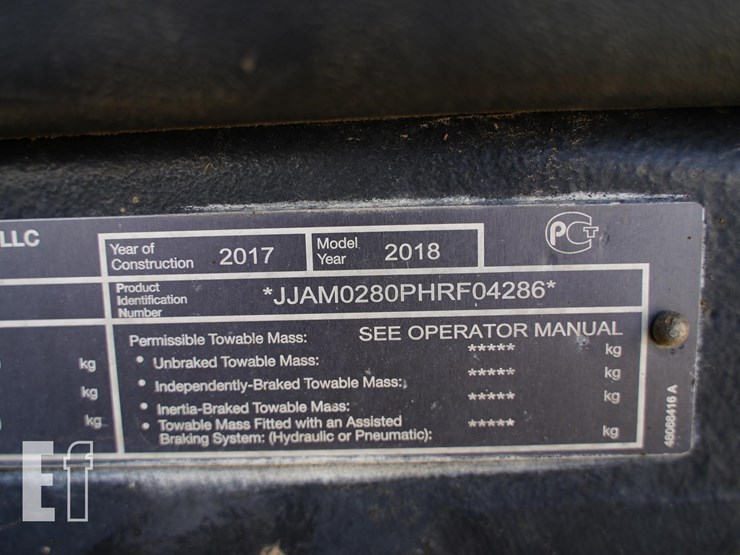 LLC
Year of Construction 2017 Model Year 2018
Product Identification Number *JJAM0280PHRF04286*
Permissible Towable Mass: SEE OPERATOR MANUAL
kg • Unbraked Towable Mass: ***** kg
kg • Independently-Braked Towable Mass: ***** kg
• Inertia-Braked Towable Mass: ***** kg
kg • Towable Mass Fitted with an Assisted
Braking System: (Hydraulic or Pneumatic): ***** kg
48068416 A
РСТ
Ef